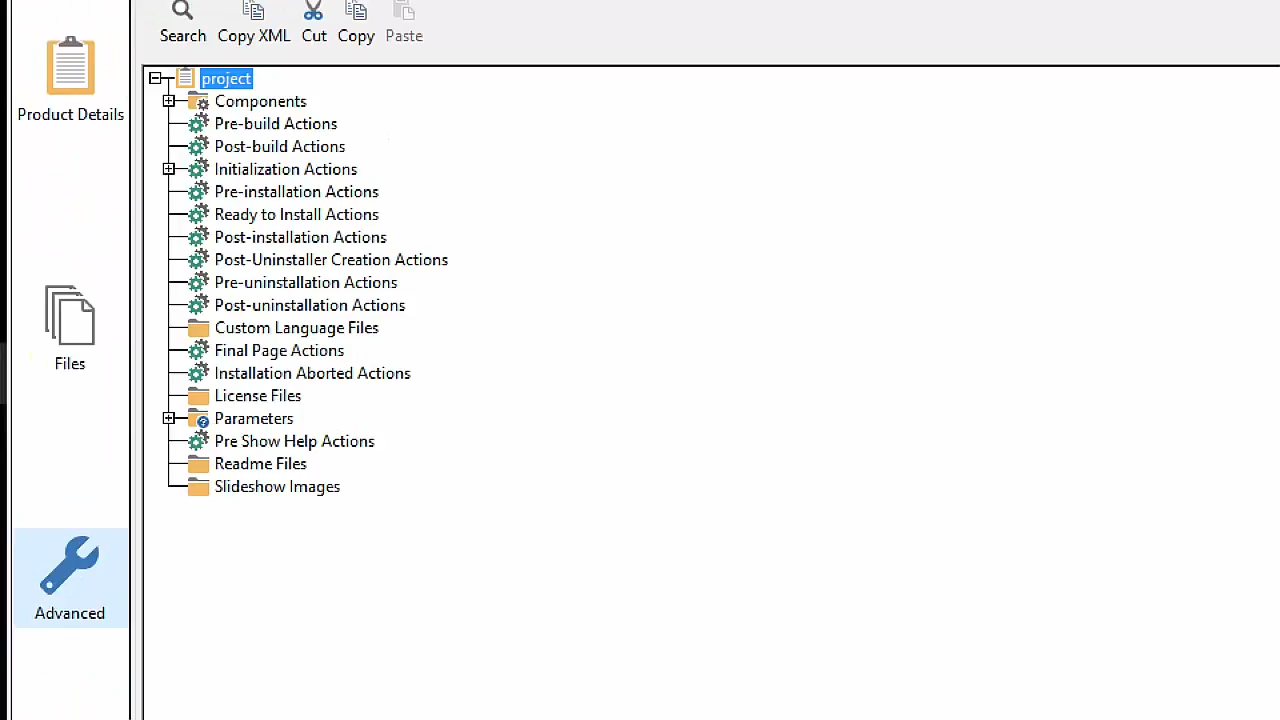 Search Copy XML Cut Copy Paste
Product Details
Files
Advanced
project
Components
Pre-build Actions
Post-build Actions
Initialization Actions
Pre-installation Actions
Ready to Install Actions
Post-installation Actions
Post-Uninstaller Creation Actions
Pre-uninstallation Actions
Post-uninstallation Actions
Custom Language Files
Final Page Actions
Installation Aborted Actions
License Files
Parameters
Pre Show Help Actions
Readme Files
Slideshow Images